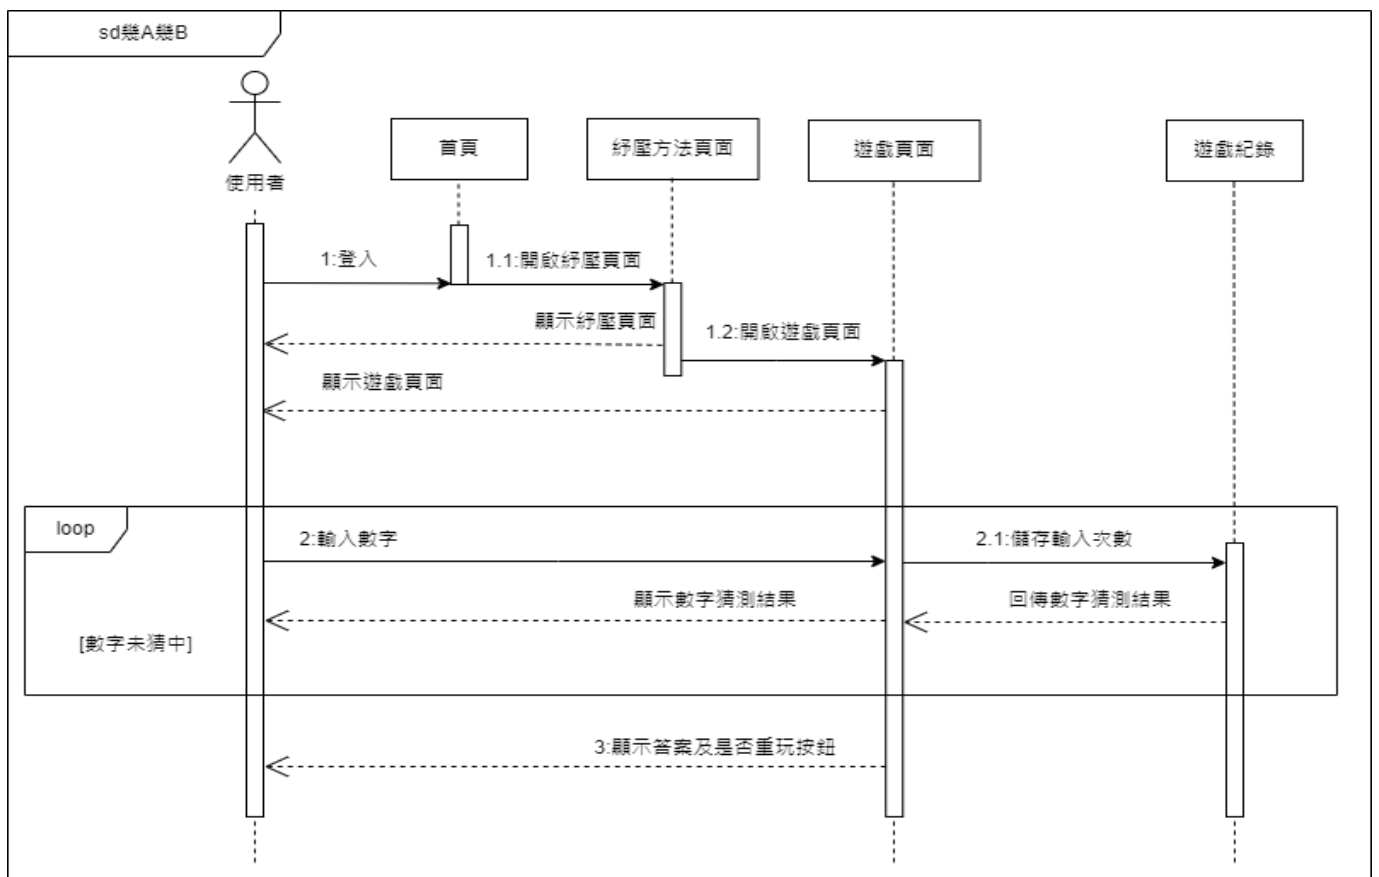 sd幾A幾B
使用者
首頁
紓壓方法頁面
遊戲頁面
遊戲紀錄
1:登入
1.1:開啟紓壓頁面
顯示紓壓頁面
1.2:開啟遊戲頁面
顯示遊戲頁面
loop
2:輸入數字
2.1:儲存輸入次數
顯示數字猜測結果
回傳數字猜測結果
[數字未猜中]
3:顯示答案及是否重玩按鈕